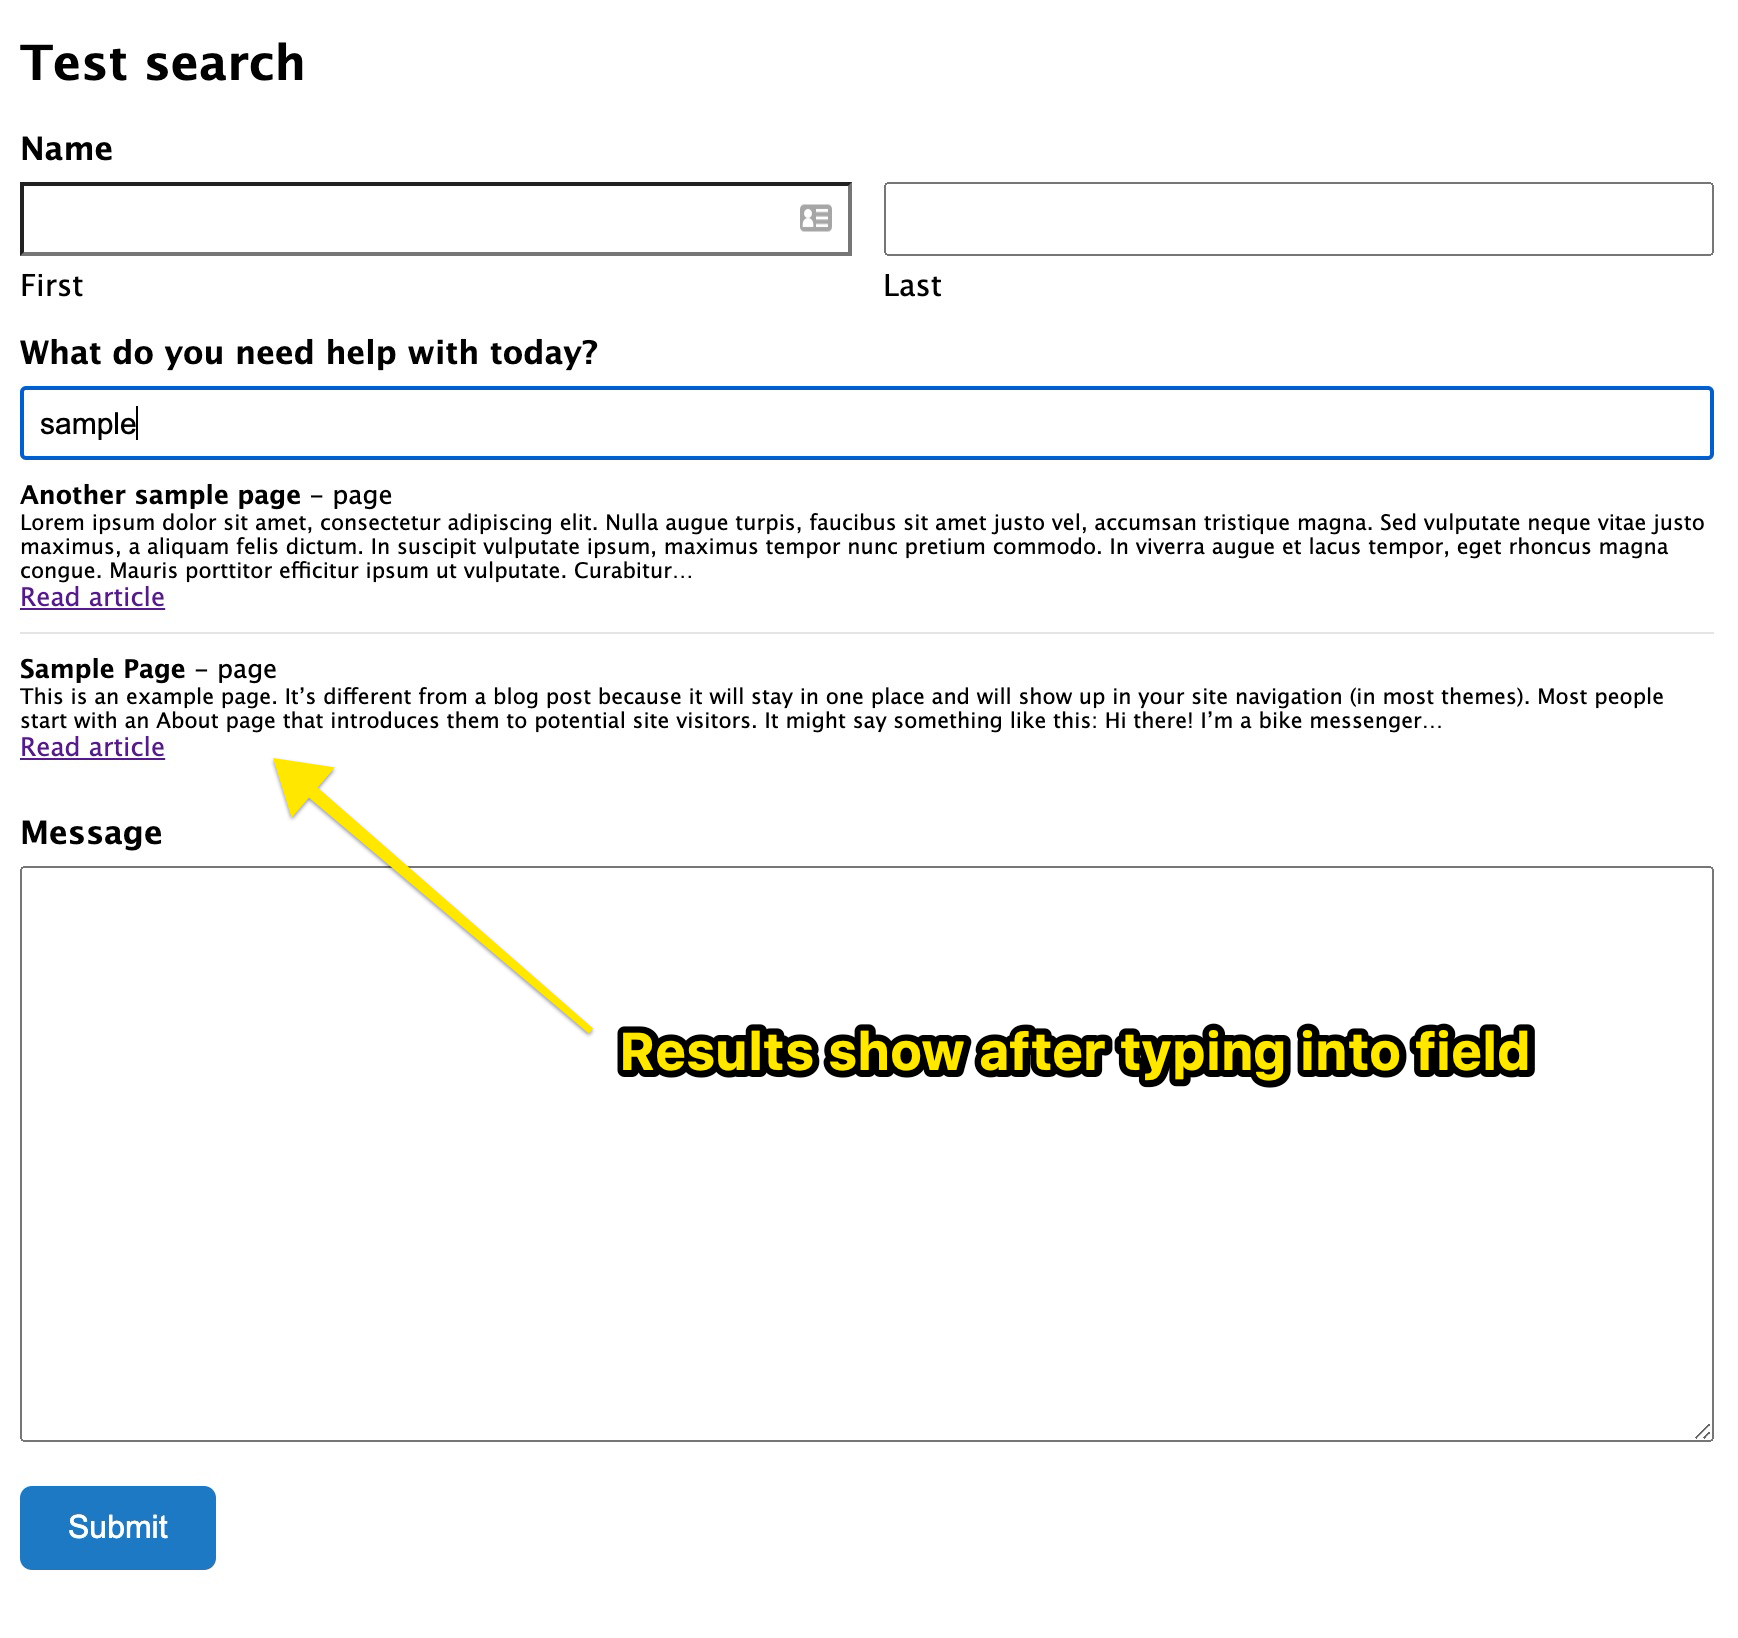 Test search
Name
First
Last
What do you need help with today?
sample
Another sample page – page
Lorem ipsum dolor sit amet, consectetur adipiscing elit. Nulla augue turpis, faucibus sit amet justo vel, accumsan tristique magna. Sed vulputate neque vitae justo
maximus, a aliquam felis dictum. In suscipit vulputate ipsum, maximus tempor nunc pretium commodo. In viverra augue et lacus tempor, eget rhoncus magna
congue. Mauris porttitor efficitur ipsum ut vulputate. Curabitur…
Read article
Sample Page – page
This is an example page. It’s different from a blog post because it will stay in one place and will show up in your site navigation (in most themes). Most people
start with an About page that introduces them to potential site visitors. It might say something like this: Hi there! I’m a bike messenger…
Read article
Message
Results show after typing into field
Submit